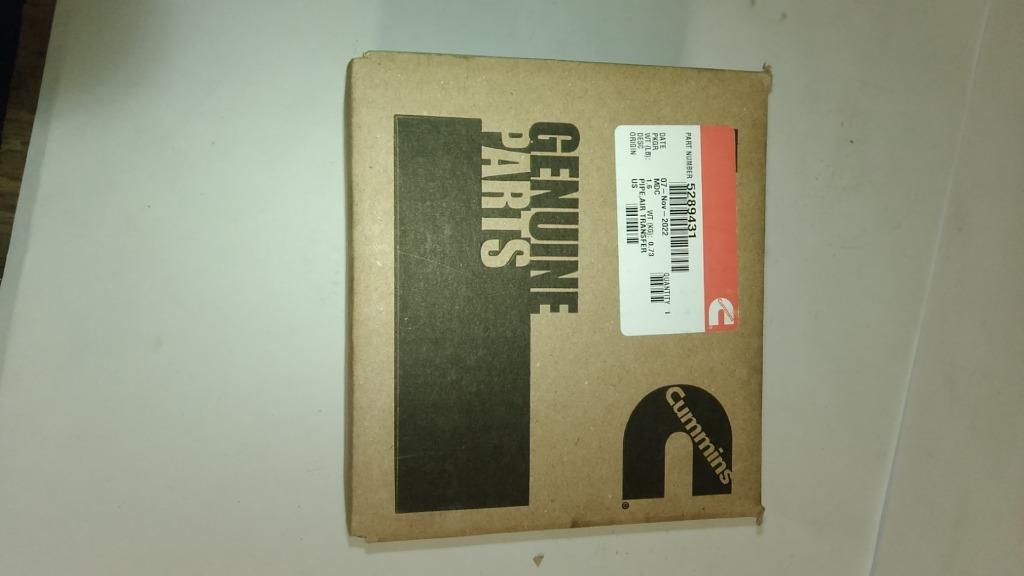 PART NUMBER 5289431
DATE 07-Nov-2022 QUANTITY 1
PKGR MDC
WT (LB): 1.6 WT (KG): 0.73
DESC PIPE,AIR TRANSFER
ORIGIN US
Cummins
®
GENUINE
PARTS